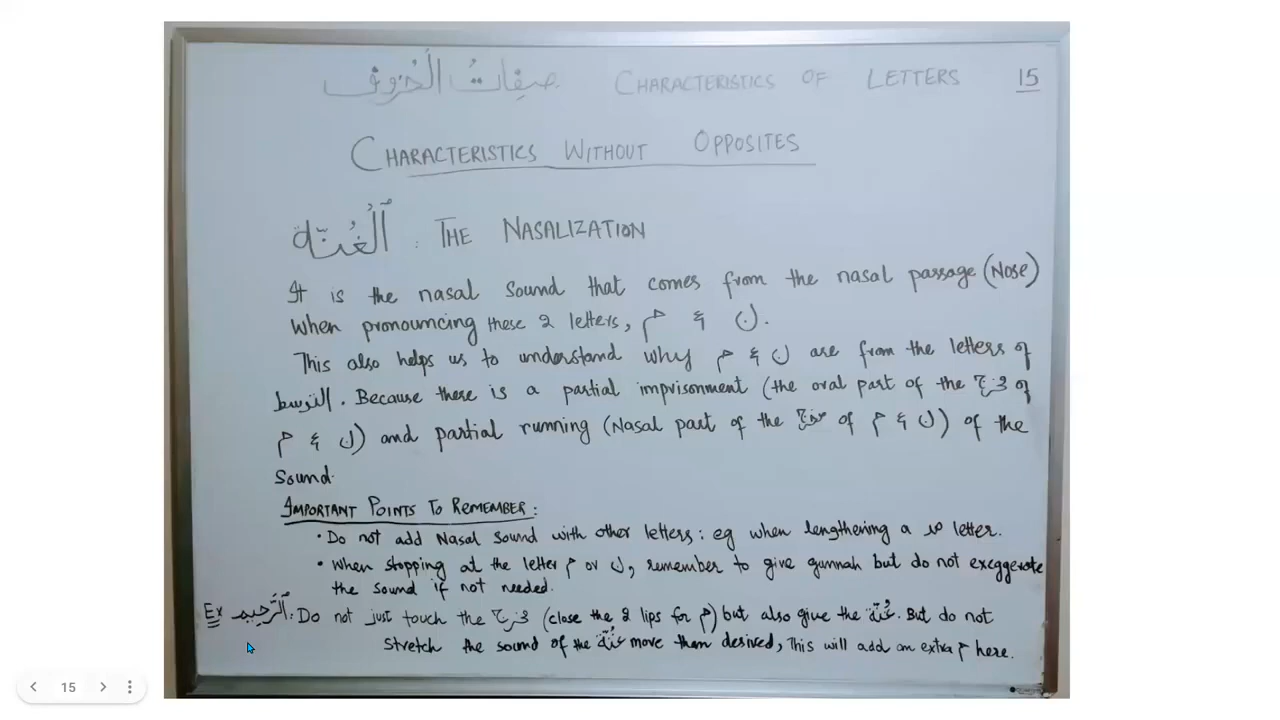 صِفَاتُ الْحُرُوف CHARACTERISTICS OF LETTERS 15
CHARACTERISTICS WITHOUT OPPOSITES
اَلْغُنَّة : THE NASALIZATION
It is the nasal sound that comes from the nasal passage (Nose)
when pronouncing these 2 letters, م & ن.
This also helps us to understand why م & ن are from the letters of
التوسط. Because there is a partial imprisonment (the oral part of the مخرج of
م & ن) and partial running (Nasal part of the مخرج of م & ن) of the
Sound.
IMPORTANT POINTS TO REMEMBER:
• Do not add Nasal Sound with other letters: eg when lengthening a مد letter.
• When stopping at the letter م or ن, remember to give gunnah but do not exeggerate
the sound if not needed.
Ex اَلرَّحِيم: Do not just touch the مخرج (close the 2 lips for م) but also give the غُنَّة. But do not
stretch the sound of the غُنَّة move them desired, This will add an extra م here.
15